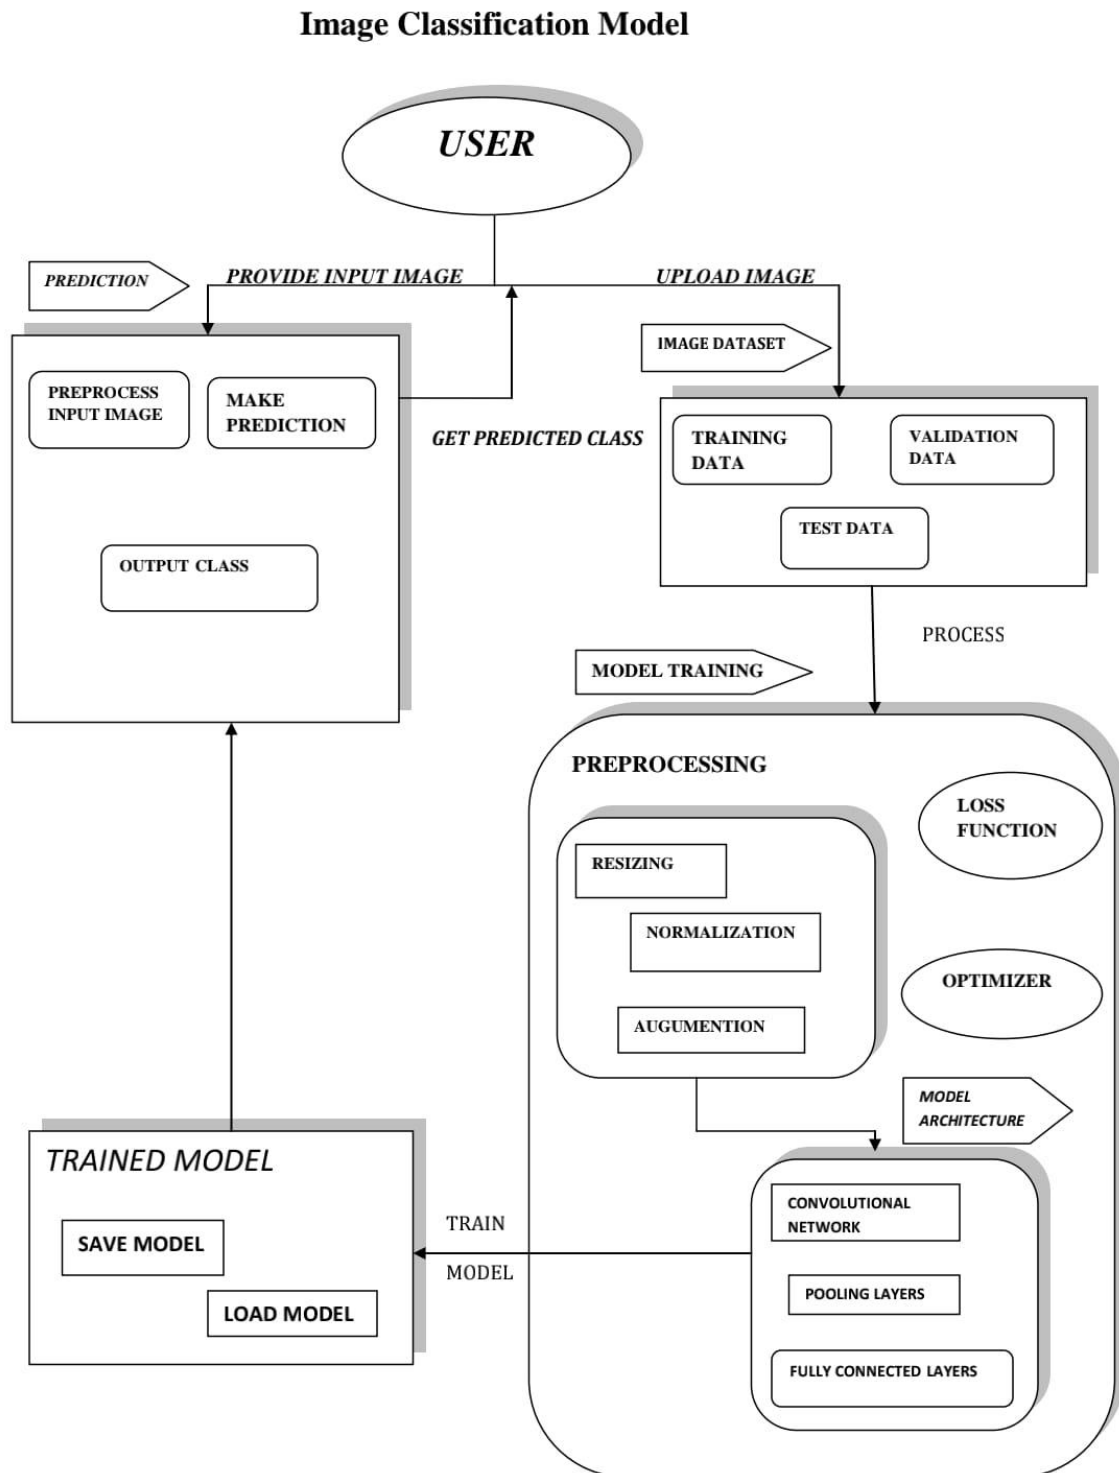 Image Classification Model
USER
PREDICTION
PROVIDE INPUT IMAGE
UPLOAD IMAGE
IMAGE DATASET
PREPROCESS
INPUT IMAGE
MAKE
PREDICTION
GET PREDICTED CLASS
OUTPUT CLASS
TRAINING
DATA
VALIDATION
DATA
TEST DATA
PROCESS
MODEL TRAINING
PREPROCESSING
LOSS
FUNCTION
RESIZING
NORMALIZATION
OPTIMIZER
AUGUMENTION
MODEL
ARCHITECTURE
CONVOLUTIONAL
NETWORK
POOLING LAYERS
FULLY CONNECTED LAYERS
TRAIN
MODEL
TRAINED MODEL
SAVE MODEL
LOAD MODEL